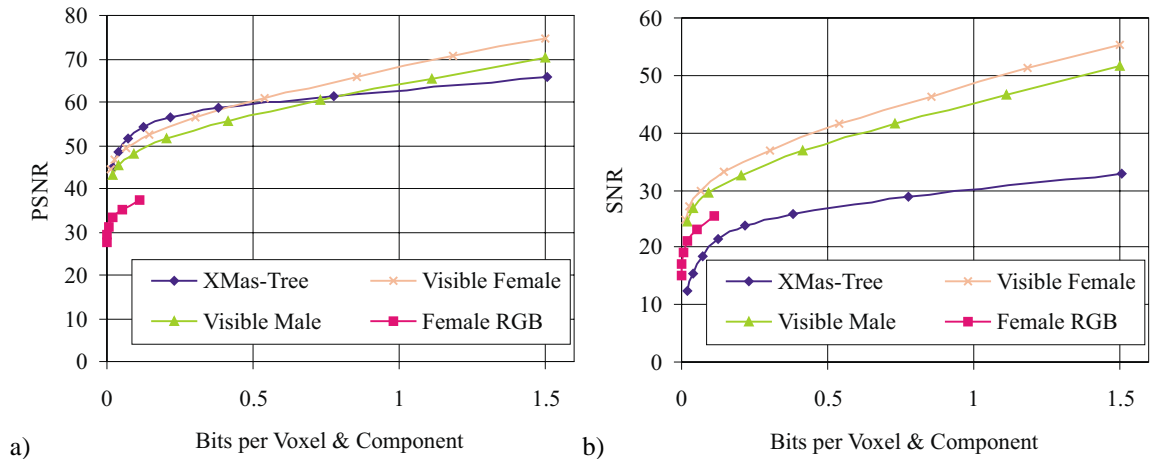 80
70
60
50
40
30
20
10
0
PSNR
XMas-Tree
Visible Female
Visible Male
Female RGB
0
0.5
1
1.5
Bits per Voxel & Component
a)
60
50
40
30
20
10
0
SNR
XMas-Tree
Visible Female
Visible Male
Female RGB
0
0.5
1
1.5
Bits per Voxel & Component
b)